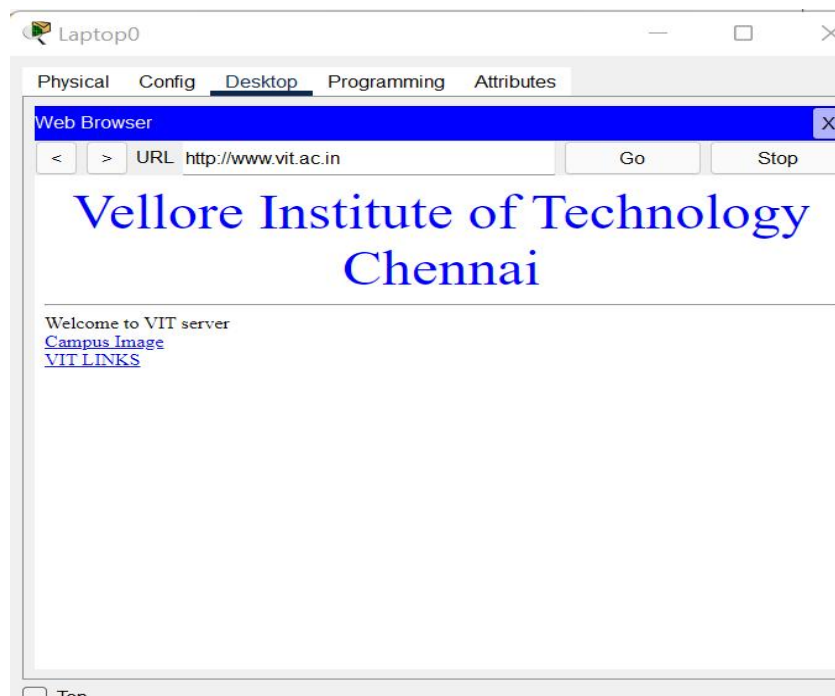 Laptop0
Physical Config Desktop Programming Attributes
Web Browser X
< > URL http://www.vit.ac.in Go Stop
Vellore Institute of Technology
Chennai
Welcome to VIT server
Campus Image
VIT LINKS
Top